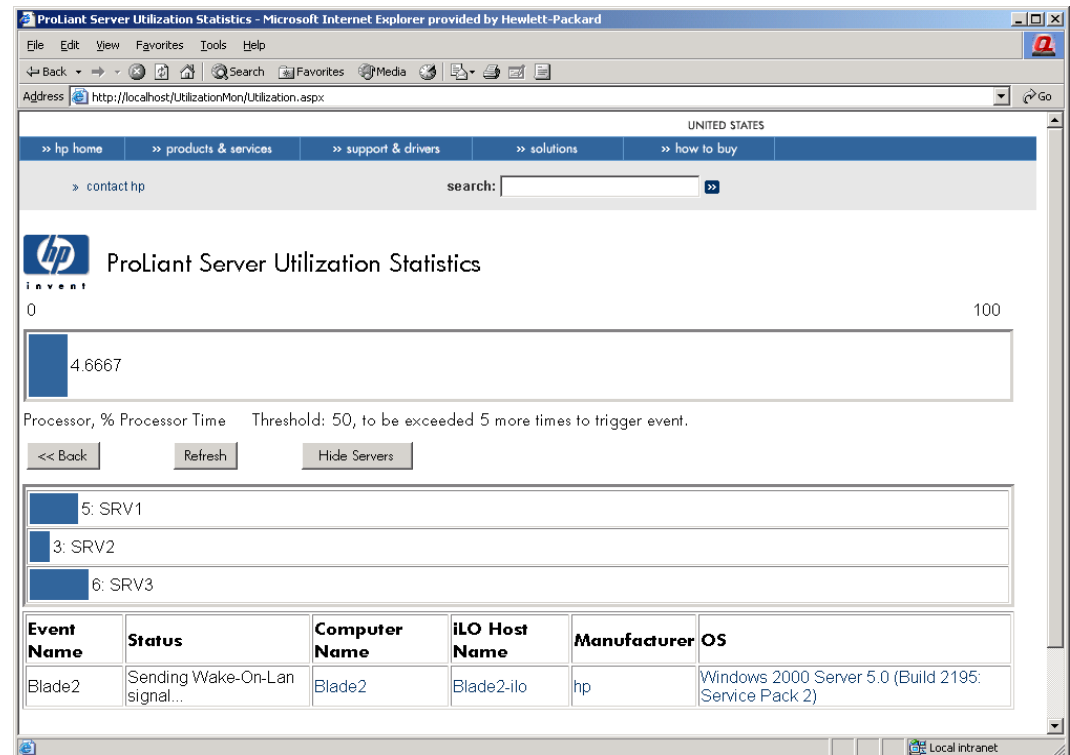 ProLiant Server Utilization Statistics - Microsoft Internet Explorer provided by Hewlett-Packard
File Edit View Favorites Tools Help
Back Search Favorites Media
Address http://localhost/UtilizationMon/Utilization.aspx Go
UNITED STATES
» hp home » products & services » support & drivers » solutions » how to buy
» contact hp search: »
hp
invent
ProLiant Server Utilization Statistics
0 100
4.6667
Processor, % Processor Time Threshold: 50, to be exceeded 5 more times to trigger event.
<< Back Refresh Hide Servers
5: SRV1
3: SRV2
6: SRV3
Event Name Status Computer Name iLO Host Name Manufacturer OS
Blade2 Sending Wake-On-Lan signal... Blade2 Blade2-ilo hp Windows 2000 Server 5.0 (Build 2195: Service Pack 2)
Local intranet